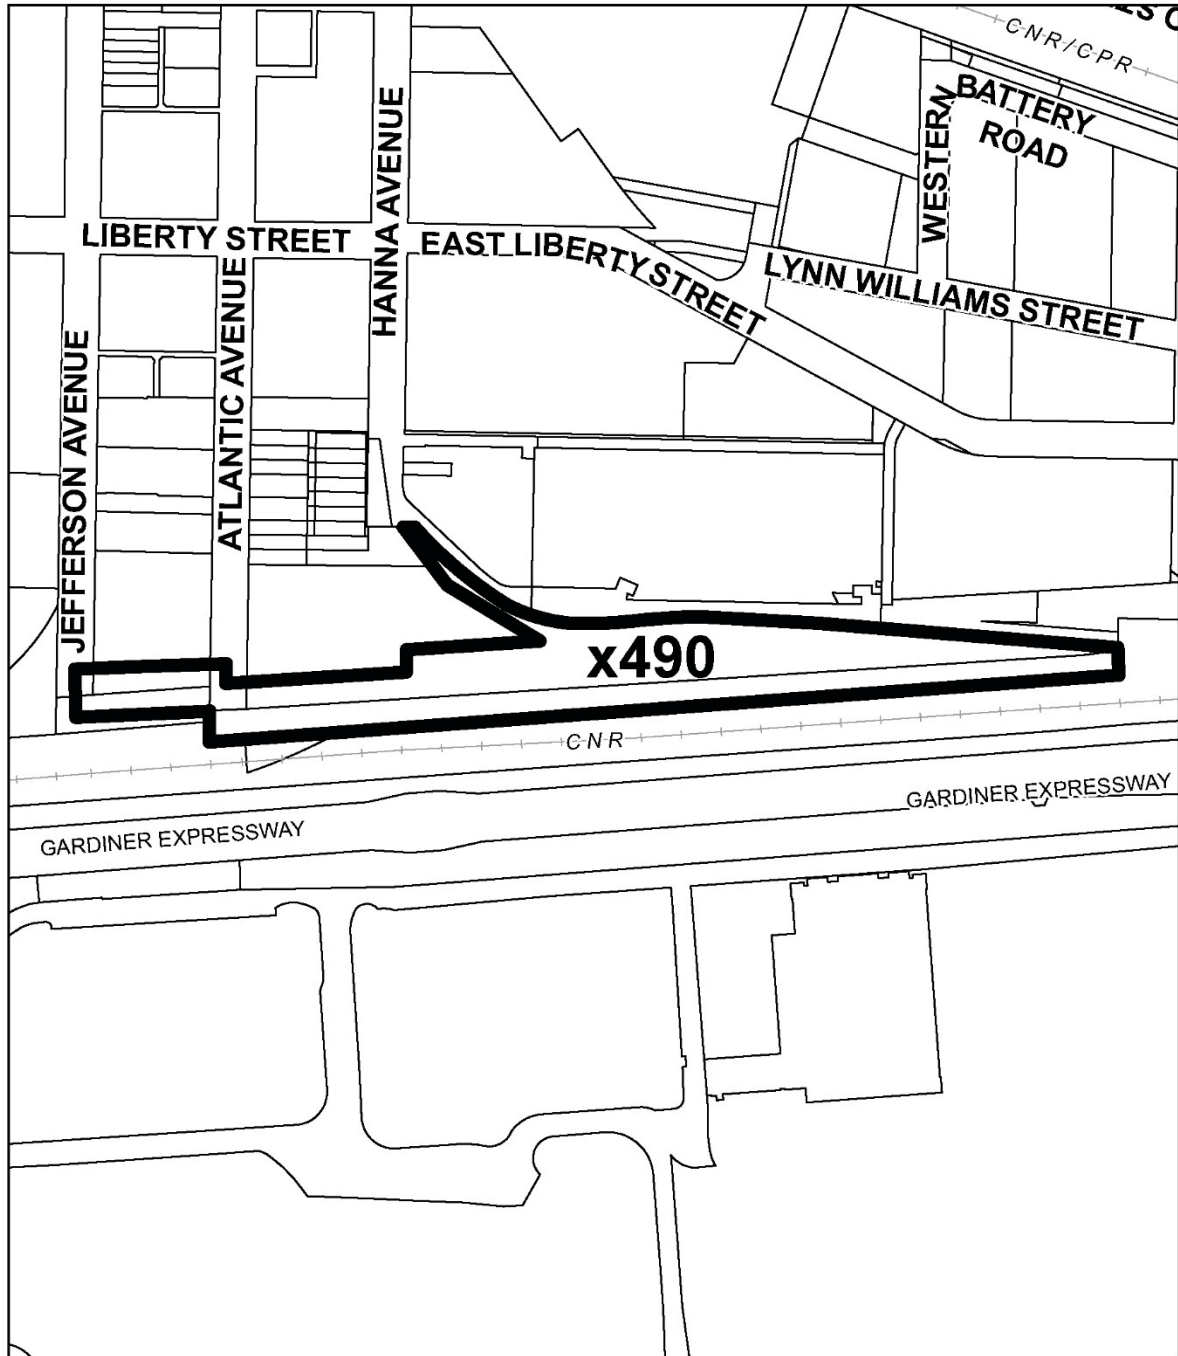 CNR/CPR
BATTERY
ROAD
WESTERN
HANNA AVENUE
LIBERTY STREET
EAST LIBERTY STREET
LYNN WILLIAMS STREET
ATLANTIC AVENUE
JEFFERSON AVENUE
x490
CNR
GARDINER EXPRESSWAY
GARDINER EXPRESSWAY